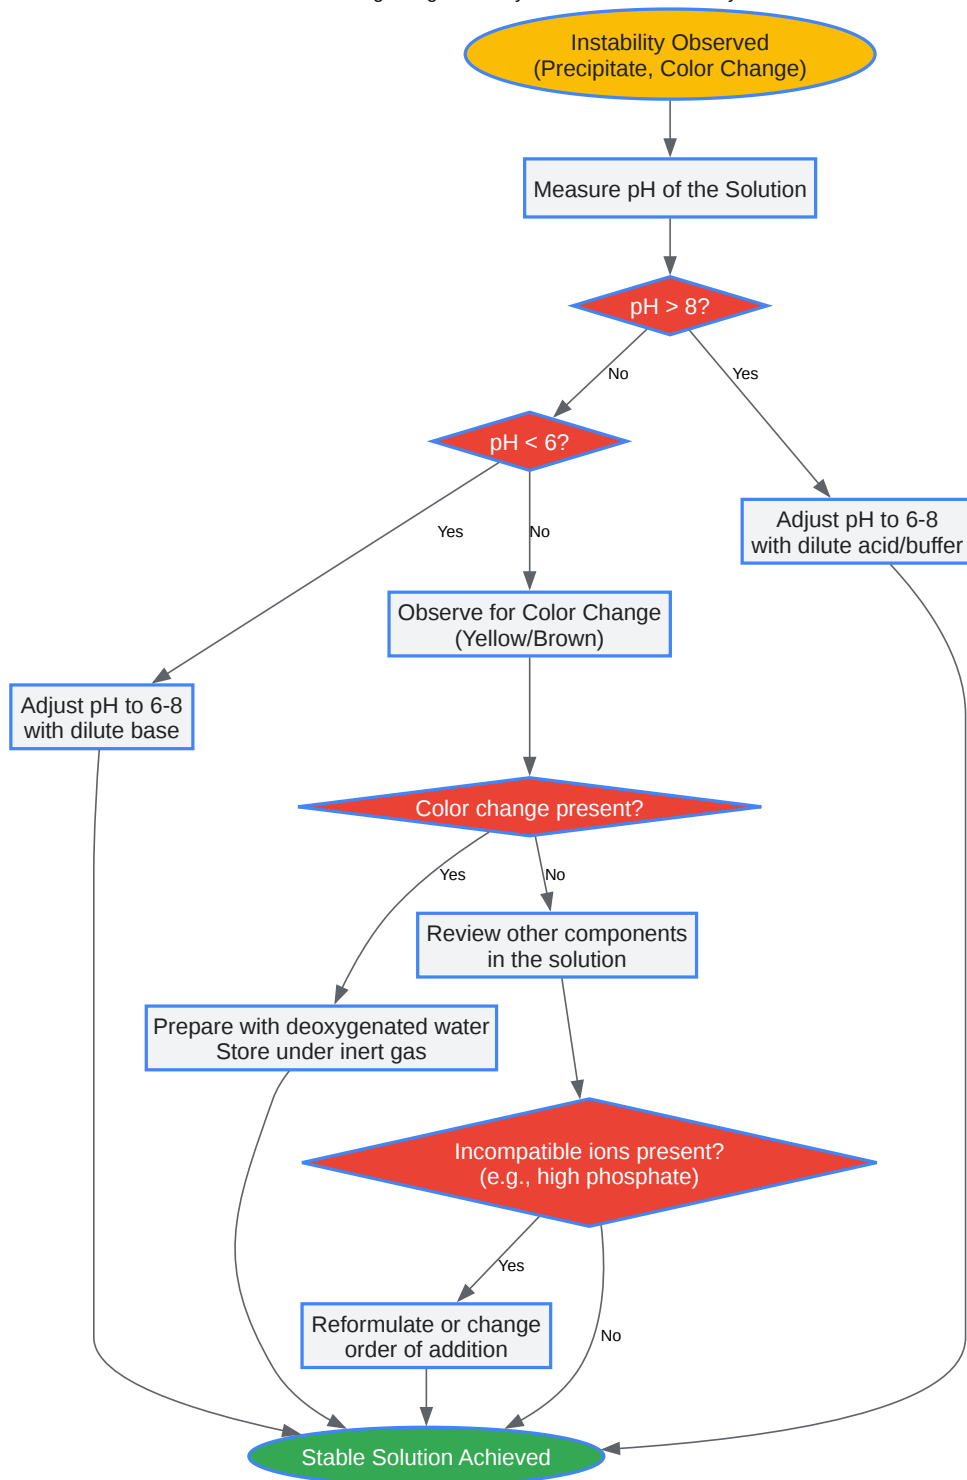 Instability Observed
(Precipitate, Color Change)
Measure pH of the Solution
pH > 8?
No
Yes
pH < 6?
Adjust pH to 6-8
with dilute acid/buffer
Yes
No
Observe for Color Change
(Yellow/Brown)
Adjust pH to 6-8
with dilute base
Color change present?
Yes
No
Review other components
in the solution
Prepare with deoxygenated water
Store under inert gas
Incompatible ions present?
(e.g., high phosphate)
Yes
No
Reformulate or change
order of addition
Stable Solution Achieved